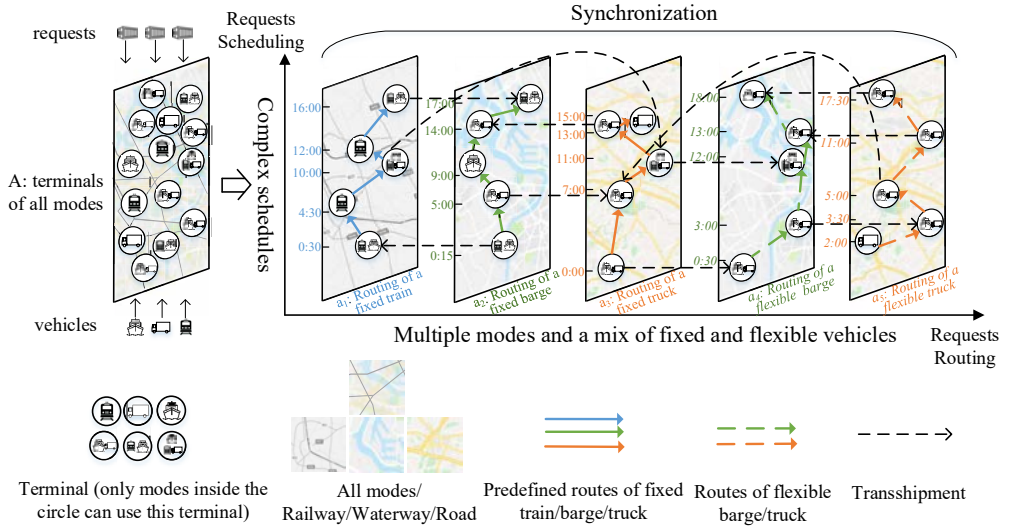 requests
A: terminals
of all modes
vehicles
Requests
Scheduling
Synchronization
Complex schedules
16:00
12:00
10:00
4:30
0:30
a₁: Routing of a
fixed train
17:00
14:00
9:00
5:00
0:15
a₂: Routing of a
fixed barge
15:00
13:00
11:00
7:00
0:00
a₃: Routing of a
fixed truck
18:00
13:00
12:00
3:00
0:30
a₄: Routing of a
flexible barge
17:30
11:00
5:00
3:30
2:00
a₅: Routing of a
flexible truck
Multiple modes and a mix of fixed and flexible vehicles
Requests
Routing
Terminal (only modes inside the
circle can use this terminal)
All modes/
Railway/Waterway/Road
Predefined routes of fixed
train/barge/truck
Routes of flexible
barge/truck
Transshipment